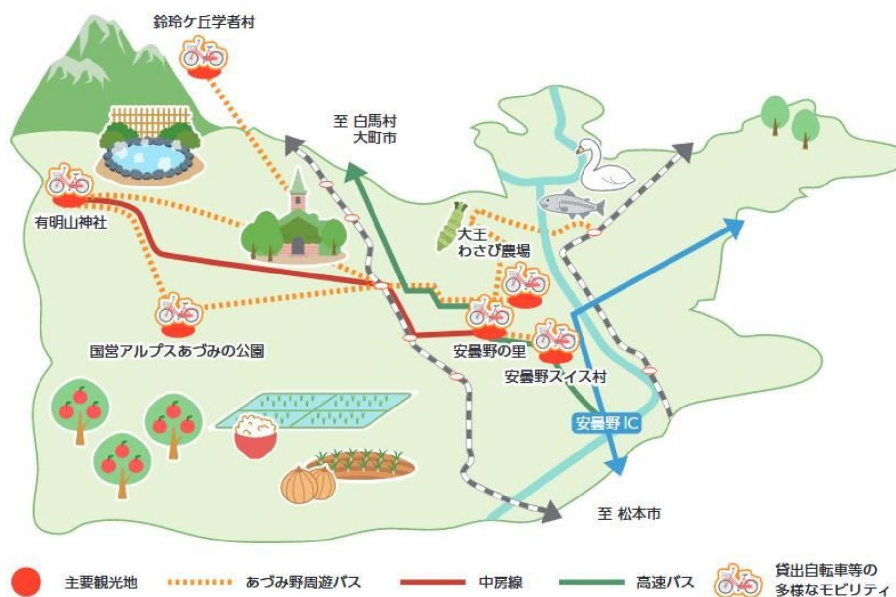 鈴玲ケ丘学者村
至 白馬村
大町市
有明山神社
大王
わさび農場
国営アルプスあづみの公園
安曇野の里
安曇野スイス村
安曇野IC
至 松本市
主要観光地
あづみ野周遊バス
中房線
高速バス
貸出自転車等の
多様なモビリティ